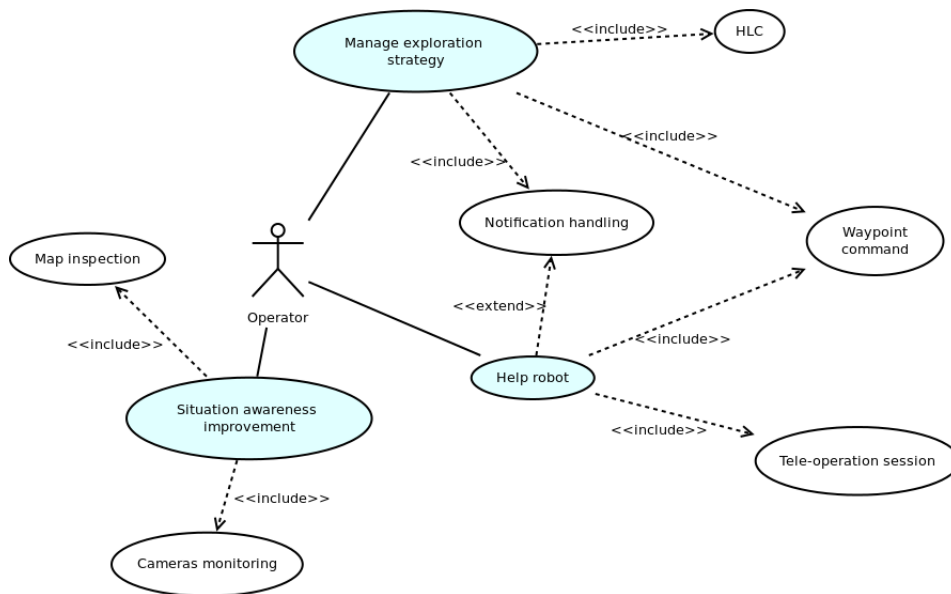 Manage exploration
strategy
<<include>>
HLC
<<include>>
<<include>>
Notification handling
Waypoint
command
Map inspection
Operator
<<extend>>
<<include>>
<<include>>
Help robot
Situation awareness
improvement
<<include>>
Tele-operation session
<<include>>
Cameras monitoring